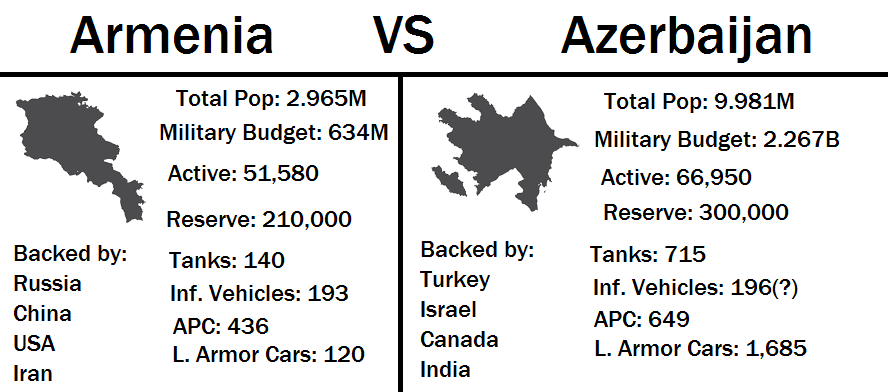 Armenia VS Azerbaijan
Total Pop: 2.965M
Military Budget: 634M
Active: 51,580
Reserve: 210,000
Backed by:
Russia
China
USA
Iran
Tanks: 140
Inf. Vehicles: 193
APC: 436
L. Armor Cars: 120
Total Pop: 9.981M
Military Budget: 2.267B
Active: 66,950
Reserve: 300,000
Backed by:
Turkey
Israel
Canada
India
Tanks: 715
Inf. Vehicles: 196(?)
APC: 649
L. Armor Cars: 1,685